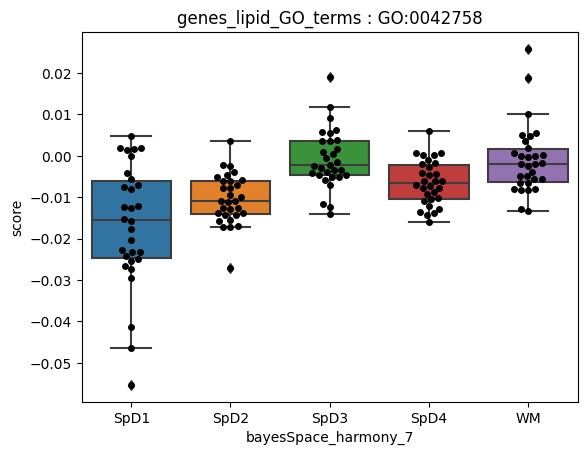 genes_lipid_GO_terms : GO:0042758
score
0.02
0.01
0.00
−0.01
−0.02
−0.03
−0.04
−0.05
SpD1 SpD2 SpD3 SpD4 WM
bayesSpace_harmony_7